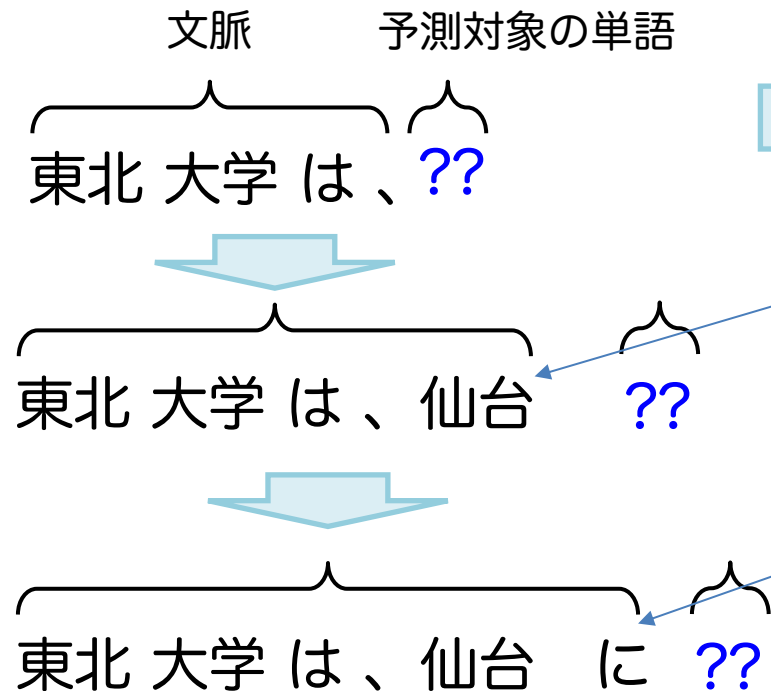 文脈 予測対象の単語
東北 大学 は 、??
東北 大学 は 、仙台 ??
東北 大学 は 、仙台 に ??